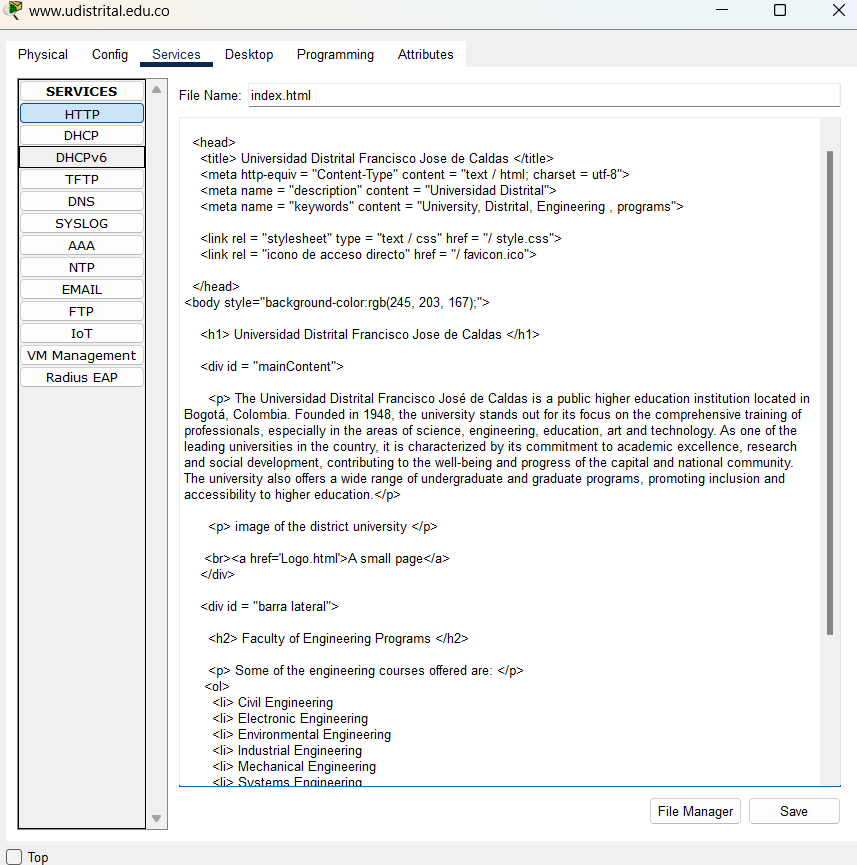 www.udistrital.edu.co
Physical Config Services Desktop Programming Attributes
SERVICES
HTTP
DHCP
DHCPv6
TFTP
DNS
SYSLOG
AAA
NTP
EMAIL
FTP
IoT
VM Management
Radius EAP
File Name: index.html
<head>
<title> Universidad Distrital Francisco Jose de Caldas </title>
<meta http-equiv = "Content-Type" content = "text / html; charset = utf-8">
<meta name = "description" content = "Universidad Distrital">
<meta name = "keywords" content = "University, Distrital, Engineering , programs">
<link rel = "stylesheet" type = "text / css" href = "/ style.css">
<link rel = "icono de acceso directo" href = "/ favicon.ico">
</head>
<body style="background-color:rgb(245, 203, 167);">
<h1> Universidad Distrital Francisco Jose de Caldas </h1>
<div id = "mainContent">
<p> The Universidad Distrital Francisco José de Caldas is a public higher education institution located in
Bogotá, Colombia. Founded in 1948, the university stands out for its focus on the comprehensive training of
professionals, especially in the areas of science, engineering, education, art and technology. As one of the
leading universities in the country, it is characterized by its commitment to academic excellence, research
and social development, contributing to the well-being and progress of the capital and national community.
The university also offers a wide range of undergraduate and graduate programs, promoting inclusion and
accessibility to higher education.</p>
<p> image of the district university </p>
<br><a href='Logo.html'>A small page</a>
</div>
<div id = "barra lateral">
<h2> Faculty of Engineering Programs </h2>
<p> Some of the engineering courses offered are: </p>
<ol>
<li> Civil Engineering
<li> Electronic Engineering
<li> Environmental Engineering
<li> Industrial Engineering
<li> Mechanical Engineering
<li> Systems Engineering
File Manager Save
Top